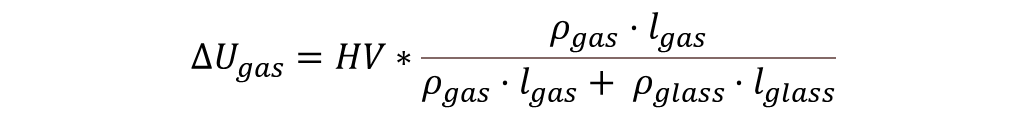 ΔU_gas = HV * (ρ_gas · l_gas) / (ρ_gas · l_gas + ρ_glass · l_glass)